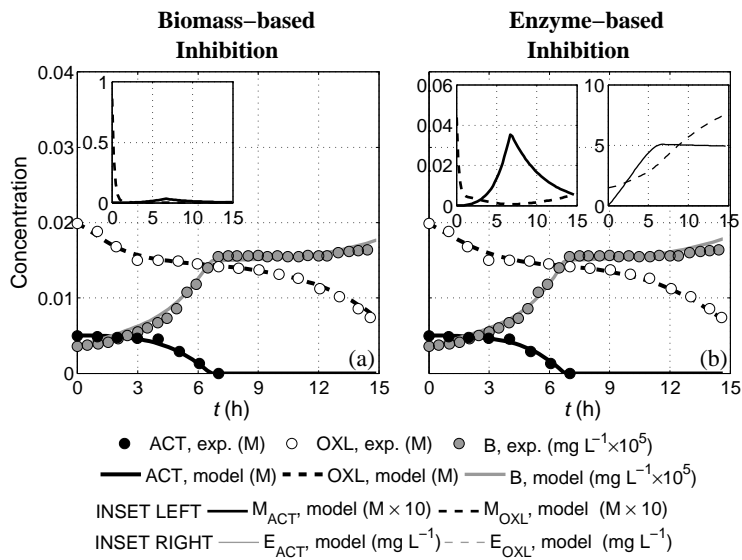 Biomass−based
Inhibition
Enzyme−based
Inhibition
0.04
0.03
0.02
0.01
0
Concentration
1
0.5
0
0 5 10 15
(a)
0 3 6 9 12 15
t (h)
0.06
0.04
0.02
0
0 5 10 15
10
5
0
0 5 10 15
(b)
0 3 6 9 12 15
t (h)
ACT, exp. (M) OXL, exp. (M) B, exp. (mg L−1×10^5)
ACT, model (M) OXL, model (M) B, model (mg L−1×10^5)
INSET LEFT M_ACT, model (M × 10) M_OXL, model (M × 10)
INSET RIGHT E_ACT, model (mg L−1) E_OXL, model (mg L−1)